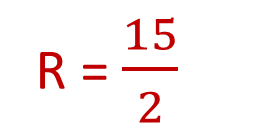 R = 15/2